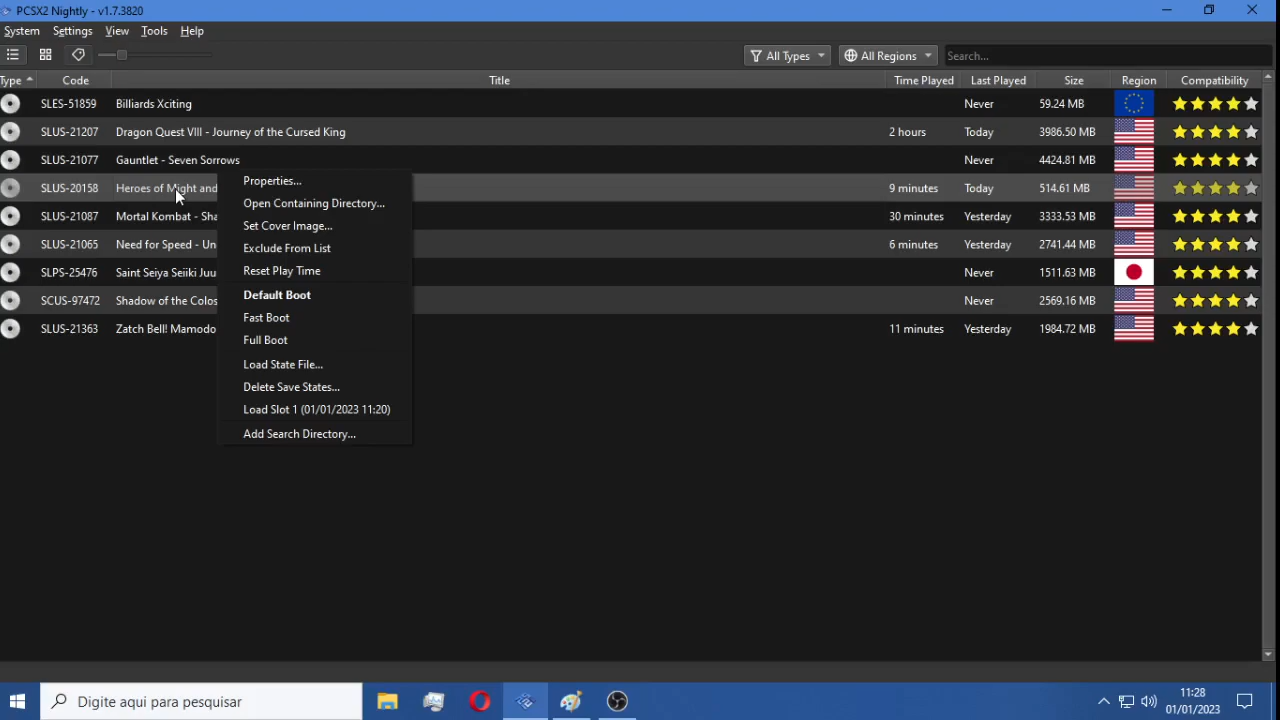 PCSX2 Nightly - v1.7.3820
System Settings View Tools Help
All Types All Regions Search...
Type Code Title Time Played Last Played Size Region Compatibility
SLES-51859 Billiards Xciting Never 59.24 MB
SLUS-21207 Dragon Quest VIII - Journey of the Cursed King 2 hours Today 3986.50 MB
SLUS-21077 Gauntlet - Seven Sorrows Never 4424.81 MB
SLUS-20158 Heroes of Might and 9 minutes Today 514.61 MB
SLUS-21087 Mortal Kombat - Sha 30 minutes Yesterday 3333.53 MB
SLUS-21065 Need for Speed - Un 6 minutes Yesterday 2741.44 MB
SLPS-25476 Saint Seiya Seiiki Juu Never 1511.63 MB
SCUS-97472 Shadow of the Colos Never 2569.16 MB
SLUS-21363 Zatch Bell! Mamodo 11 minutes Yesterday 1984.72 MB
Properties...
Open Containing Directory...
Set Cover Image...
Exclude From List
Reset Play Time
Default Boot
Fast Boot
Full Boot
Load State File...
Delete Save States...
Load Slot 1 (01/01/2023 11:20)
Add Search Directory...
Digite aqui para pesquisar
11:28
01/01/2023